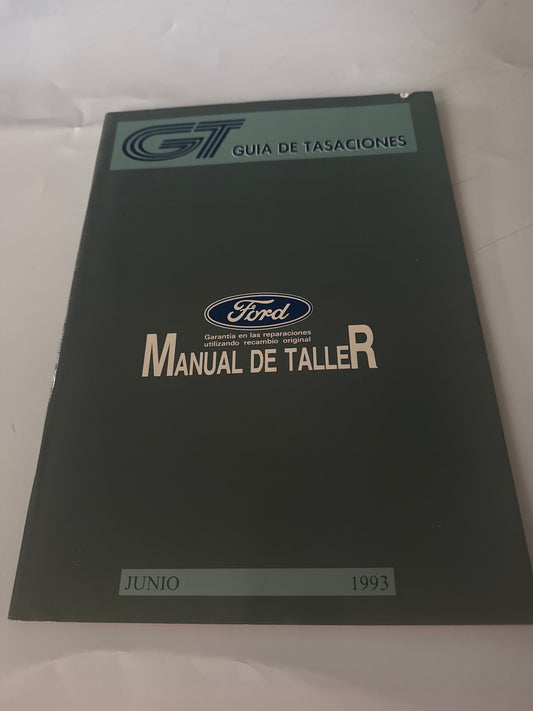 GT GUIA DE TASACIONES
Ford
Garantía en las reparaciones
utilizando recambio original
MANUAL DE TALLER
JUNIO 1993